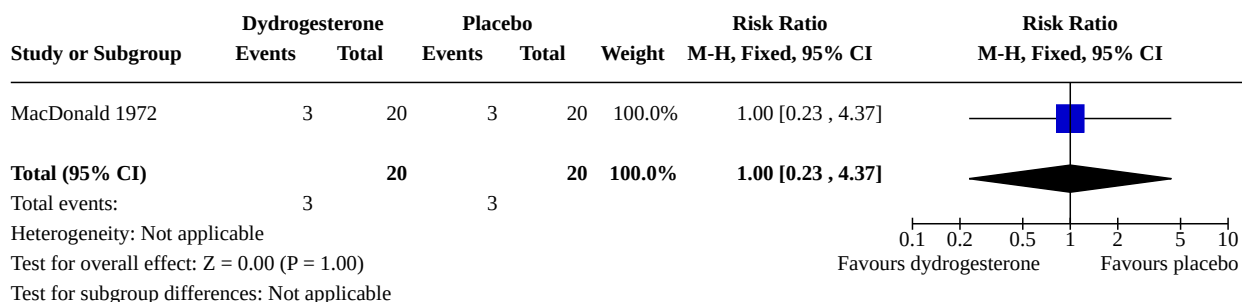 Dydrogesterone Placebo Risk Ratio Risk Ratio
Study or Subgroup Events Total Events Total Weight M-H, Fixed, 95% CI M-H, Fixed, 95% CI
MacDonald 1972 3 20 3 20 100.0% 1.00 [0.23 , 4.37]
Total (95% CI) 20 20 100.0% 1.00 [0.23 , 4.37]
Total events: 3 3
Heterogeneity: Not applicable 0.1 0.2 0.5 1 2 5 10
Test for overall effect: Z = 0.00 (P = 1.00) Favours dydrogesterone Favours placebo
Test for subgroup differences: Not applicable